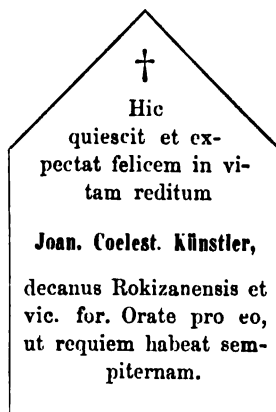 †
Hic
quiescit et ex-
pectat felicem in vi-
tam reditum
Joan. Coelest. Künstler,
decanus Rokizanensis et
vic. for. Orate pro eo,
ut requiem habeat sem-
piternam.